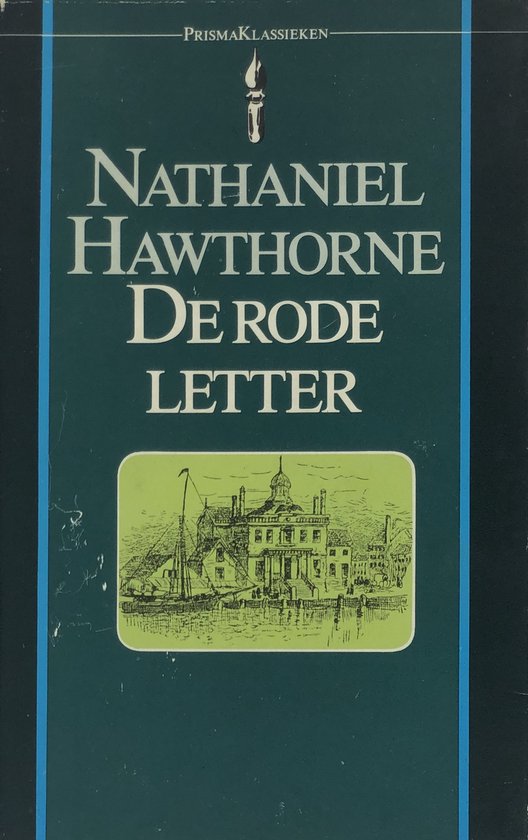 PRISMAKLASSIEKEN
NATHANIEL
HAWTHORNE
DE RODE
LETTER